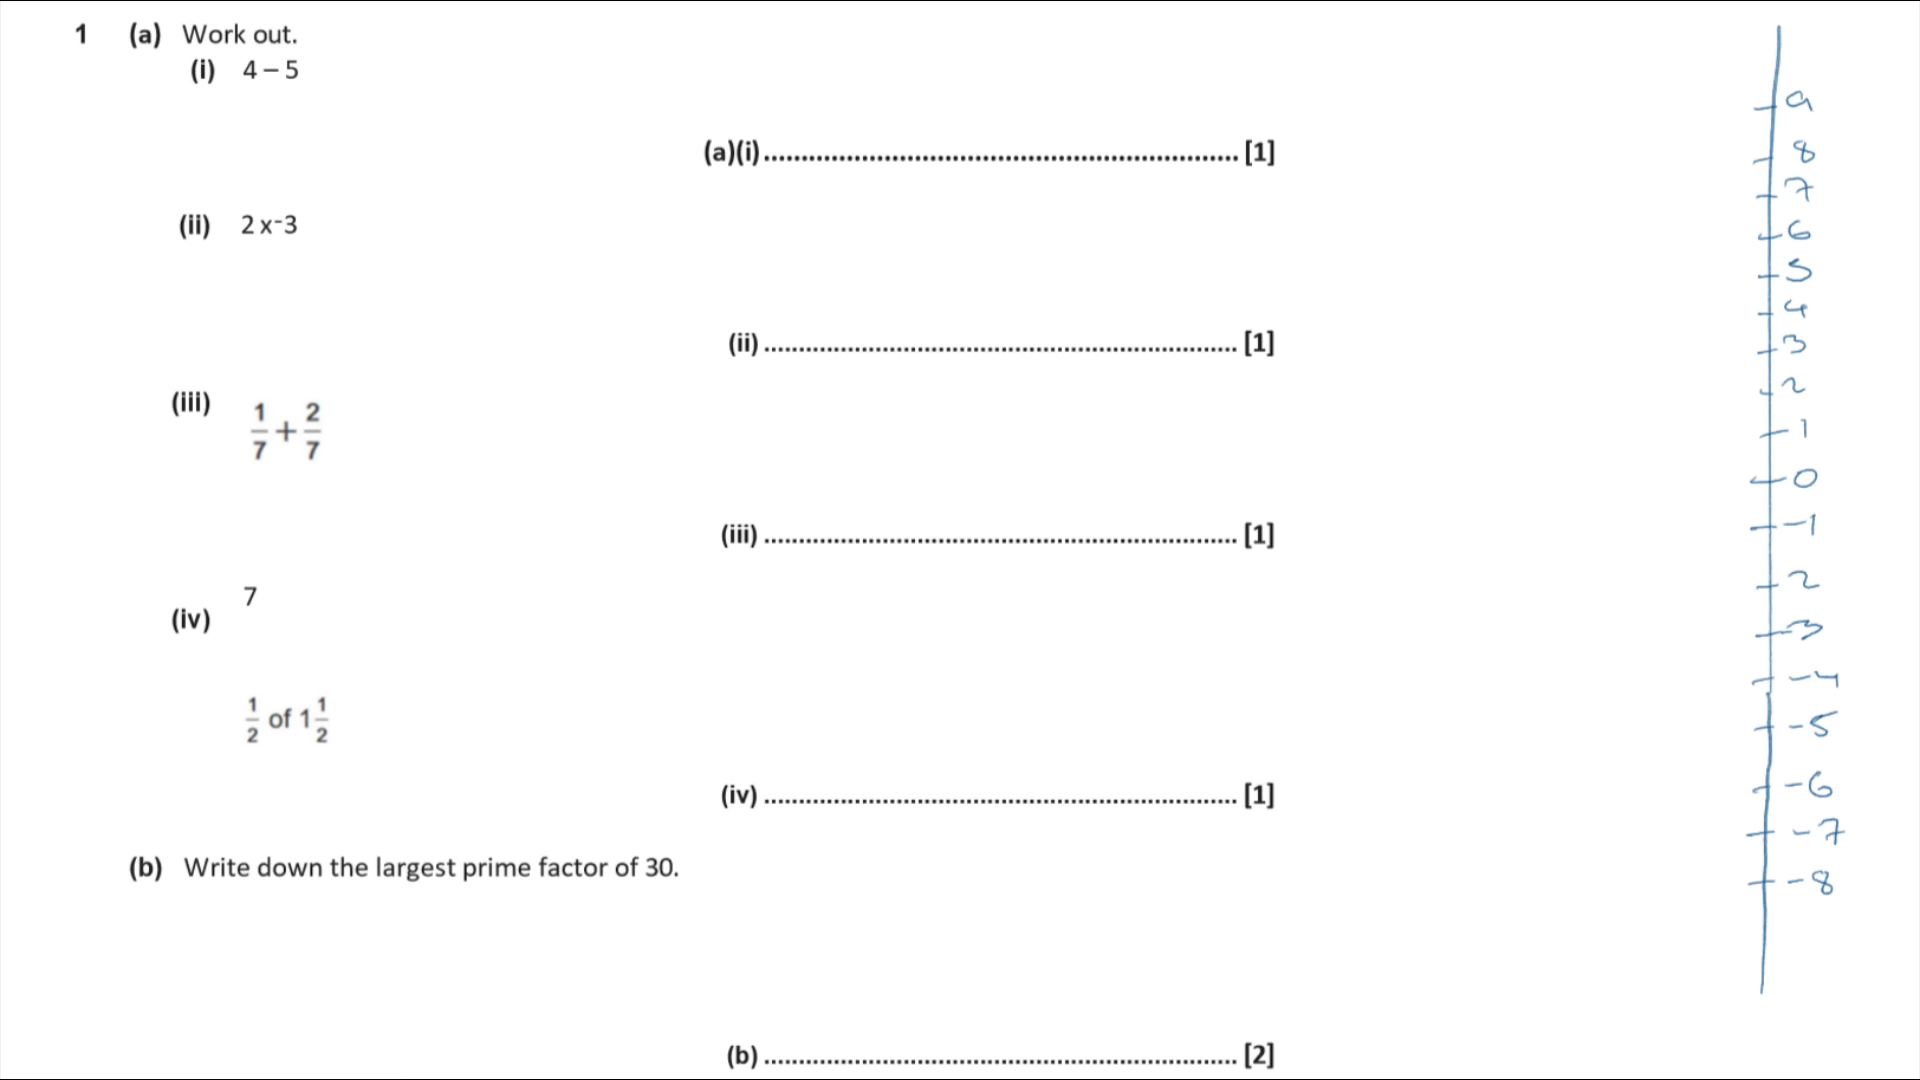 1 (a) Work out.
(i) 4 – 5
(a)(i) ................................................................ [1]
(ii) 2 x ⁻3
(ii) ................................................................ [1]
(iii) 1/7 + 2/7
(iii) ................................................................ [1]
7
(iv)
1/2 of 1 1/2
(iv) ................................................................ [1]
(b) Write down the largest prime factor of 30.
(b) ................................................................ [2]
9
8
7
6
5
4
3
2
1
0
-1
2
-3
-4
-5
-6
-7
-8